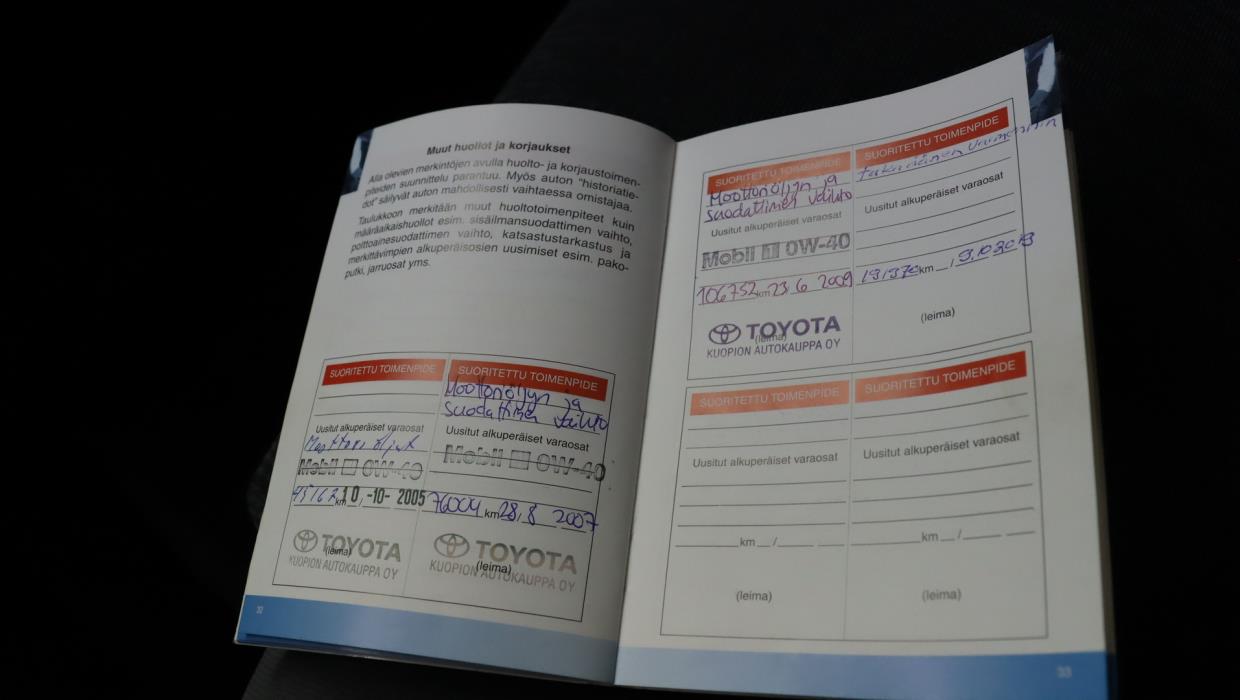 Muut huollot ja korjaukset
Alla olevien merkintöjen avulla huolto- ja korjaustoimen-
piteiden suunnittelu parantuu. Myös auton "historiatie-
dot" säilyvät auton mahdollisesti vaihtaessa omistajaa.
Taulukkoon merkitään muut huoltotoimenpiteet kuin
määräaikaishuollot esim. sisäilmansuodattimen vaihto,
polttoainesuodattimen vaihto, katsastustarkastus ja
merkittävimpien alkuperäisosien uusimiset esim. pako-
putki, jarruosat yms.
SUORITETTU TOIMENPIDE
Uusitut alkuperäiset varaosat
Mobil 1 0W-40
km 10 -10- 2005
(leima)
TOYOTA
KUOPION AUTOKAUPPA OY
SUORITETTU TOIMENPIDE
Moottoriöljyn ja
suodattimen vaihto
Uusitut alkuperäiset varaosat
Mobil 1 0W-40
76004 km 28, 8 2007
TOYOTA
(leima)
KUOPION AUTOKAUPPA OY
32
SUORITETTU TOIMENPIDE
Moottoriöljyn ja
suodattimen vaihto
Uusitut alkuperäiset varaosat
Mobil 1 0W-40
106752 km 23, 6 2009
TOYOTA
(leima)
KUOPION AUTOKAUPPA OY
SUORITETTU TOIMENPIDE
Uusitut alkuperäiset varaosat
km /
(leima)
SUORITETTU TOIMENPIDE
Uusitut alkuperäiset varaosat
km /
(leima)
SUORITETTU TOIMENPIDE
Uusitut alkuperäiset varaosat
km /
(leima)
33